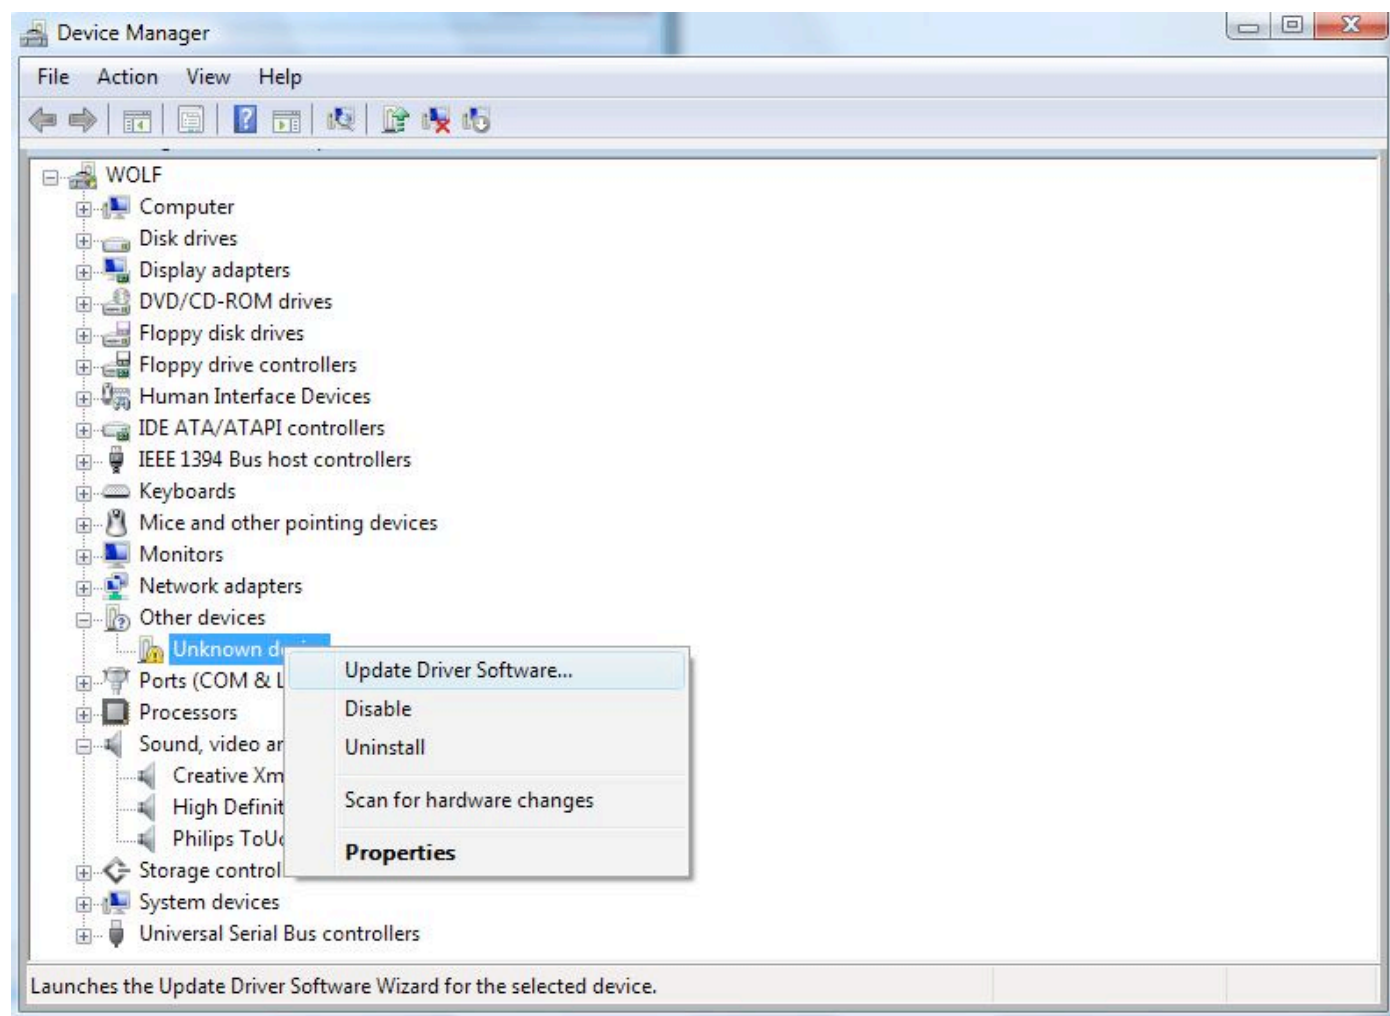 Device Manager
File Action View Help
WOLF
Computer
Disk drives
Display adapters
DVD/CD-ROM drives
Floppy disk drives
Floppy drive controllers
Human Interface Devices
IDE ATA/ATAPI controllers
IEEE 1394 Bus host controllers
Keyboards
Mice and other pointing devices
Monitors
Network adapters
Other devices
Unknown
Update Driver Software...
Ports (COM &
Disable
Processors
Sound, video
Uninstall
Creative
High
Scan for hardware changes
Philips
Properties
Storage
System devices
Universal Serial Bus controllers
Launches the Update Driver Software Wizard for the selected device.